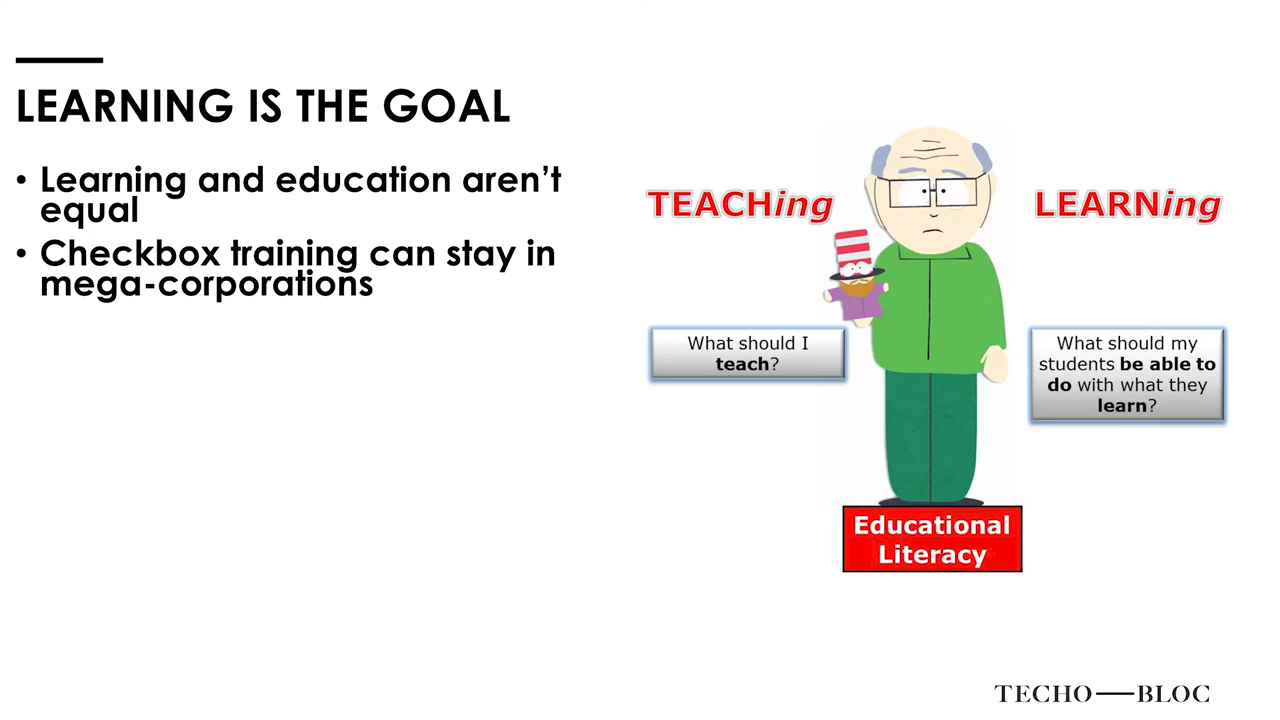 LEARNING IS THE GOAL
• Learning and education aren’t
equal
• Checkbox training can stay in
mega-corporations
TEACHing
LEARNing
What should I
teach?
What should my
students be able to
do with what they
learn?
Educational
Literacy
TECHO—BLOC